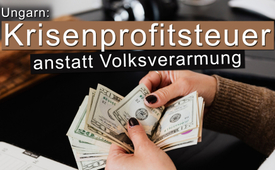 Ungarn:
Krisenprofitsteuer
anstatt Volksverarmung